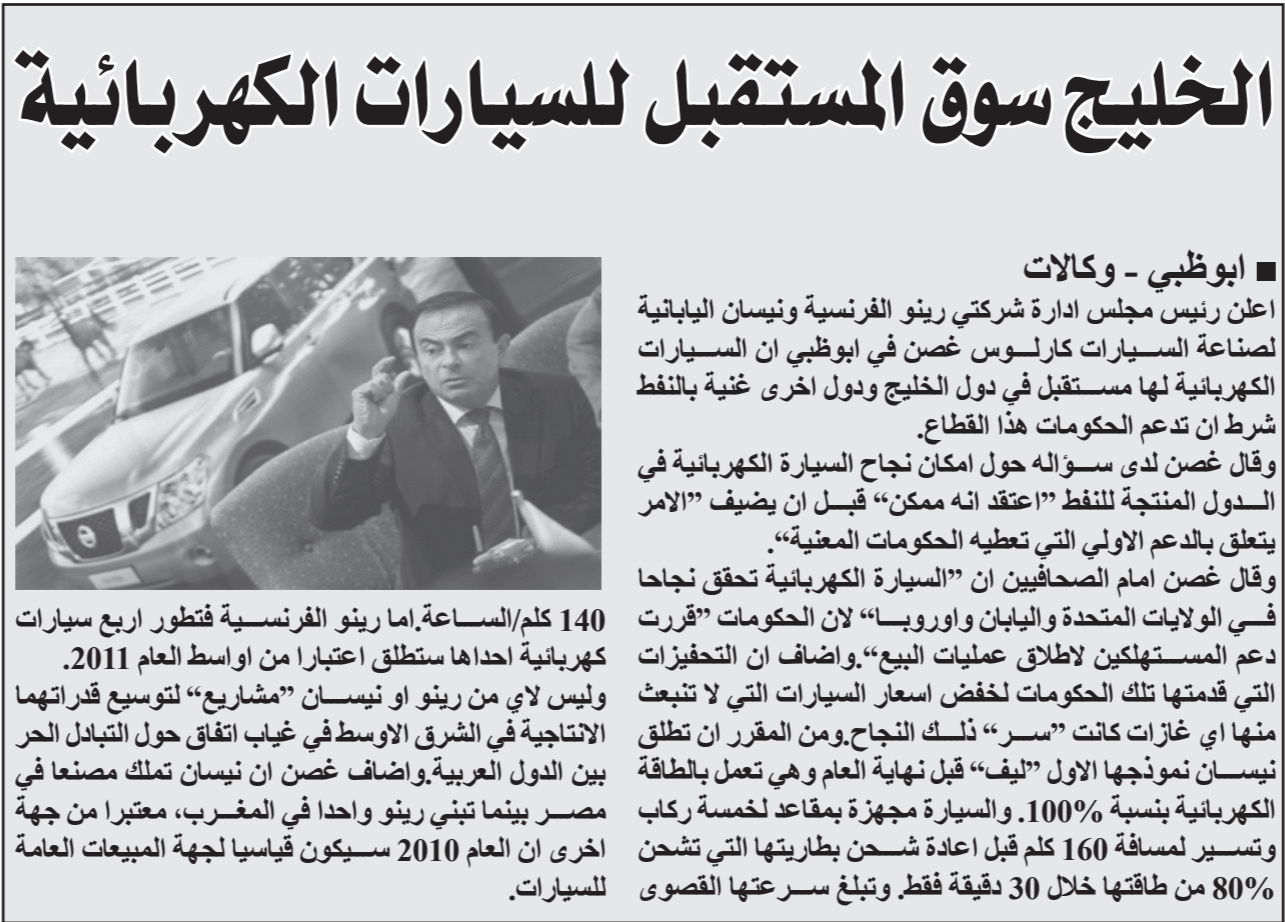 الخليج سوق المستقبل للسيارات الكهربائية
■ ابوظبي - وكالات
اعلن رئيس مجلس ادارة شركتي رينو الفرنسية ونيسان اليابانية
لصناعة السيارات كارلوس غصن في ابوظبي ان السيارات
الكهربائية لها مستقبل في دول الخليج ودول اخرى غنية بالنفط
شرط ان تدعم الحكومات هذا القطاع.
وقال غصن لدى سؤاله حول امكان نجاح السيارة الكهربائية في
الدول المنتجة للنفط ”اعتقد انه ممكن“ قبل ان يضيف ”الامر
يتعلق بالدعم الاولي التي تعطيه الحكومات المعنية“.
وقال غصن امام الصحافيين ان ”السيارة الكهربائية تحقق نجاحا
في الولايات المتحدة واليابان واوروبا“ لان الحكومات ”قررت
دعم المستهلكين لاطلاق عمليات البيع“.واضاف ان التحفيزات
التي قدمتها تلك الحكومات لخفض اسعار السيارات التي لا تنبعث
منها اي غازات كانت ”سر“ ذلك النجاح.ومن المقرر ان تطلق
نيسان نموذجها الاول ”ليف“ قبل نهاية العام وهي تعمل بالطاقة
الكهربائية بنسبة 100%. والسيارة مجهزة بمقاعد لخمسة ركاب
وتسير لمسافة 160 كلم قبل اعادة شحن بطاريتها التي تشحن
80% من طاقتها خلال 30 دقيقة فقط. وتبلغ سرعتها القصوى
140 كلم/الساعة.اما رينو الفرنسية فتطور اربع سيارات
كهربائية احداها ستطلق اعتبارا من اواسط العام 2011.
وليس لاي من رينو او نيسان ”مشاريع“ لتوسيع قدراتهما
الانتاجية في الشرق الاوسط في غياب اتفاق حول التبادل الحر
بين الدول العربية.واضاف غصن ان نيسان تملك مصنعا في
مصر بينما تبني رينو واحدا في المغرب، معتبرا من جهة
اخرى ان العام 2010 سيكون قياسيا لجهة المبيعات العامة
للسيارات.